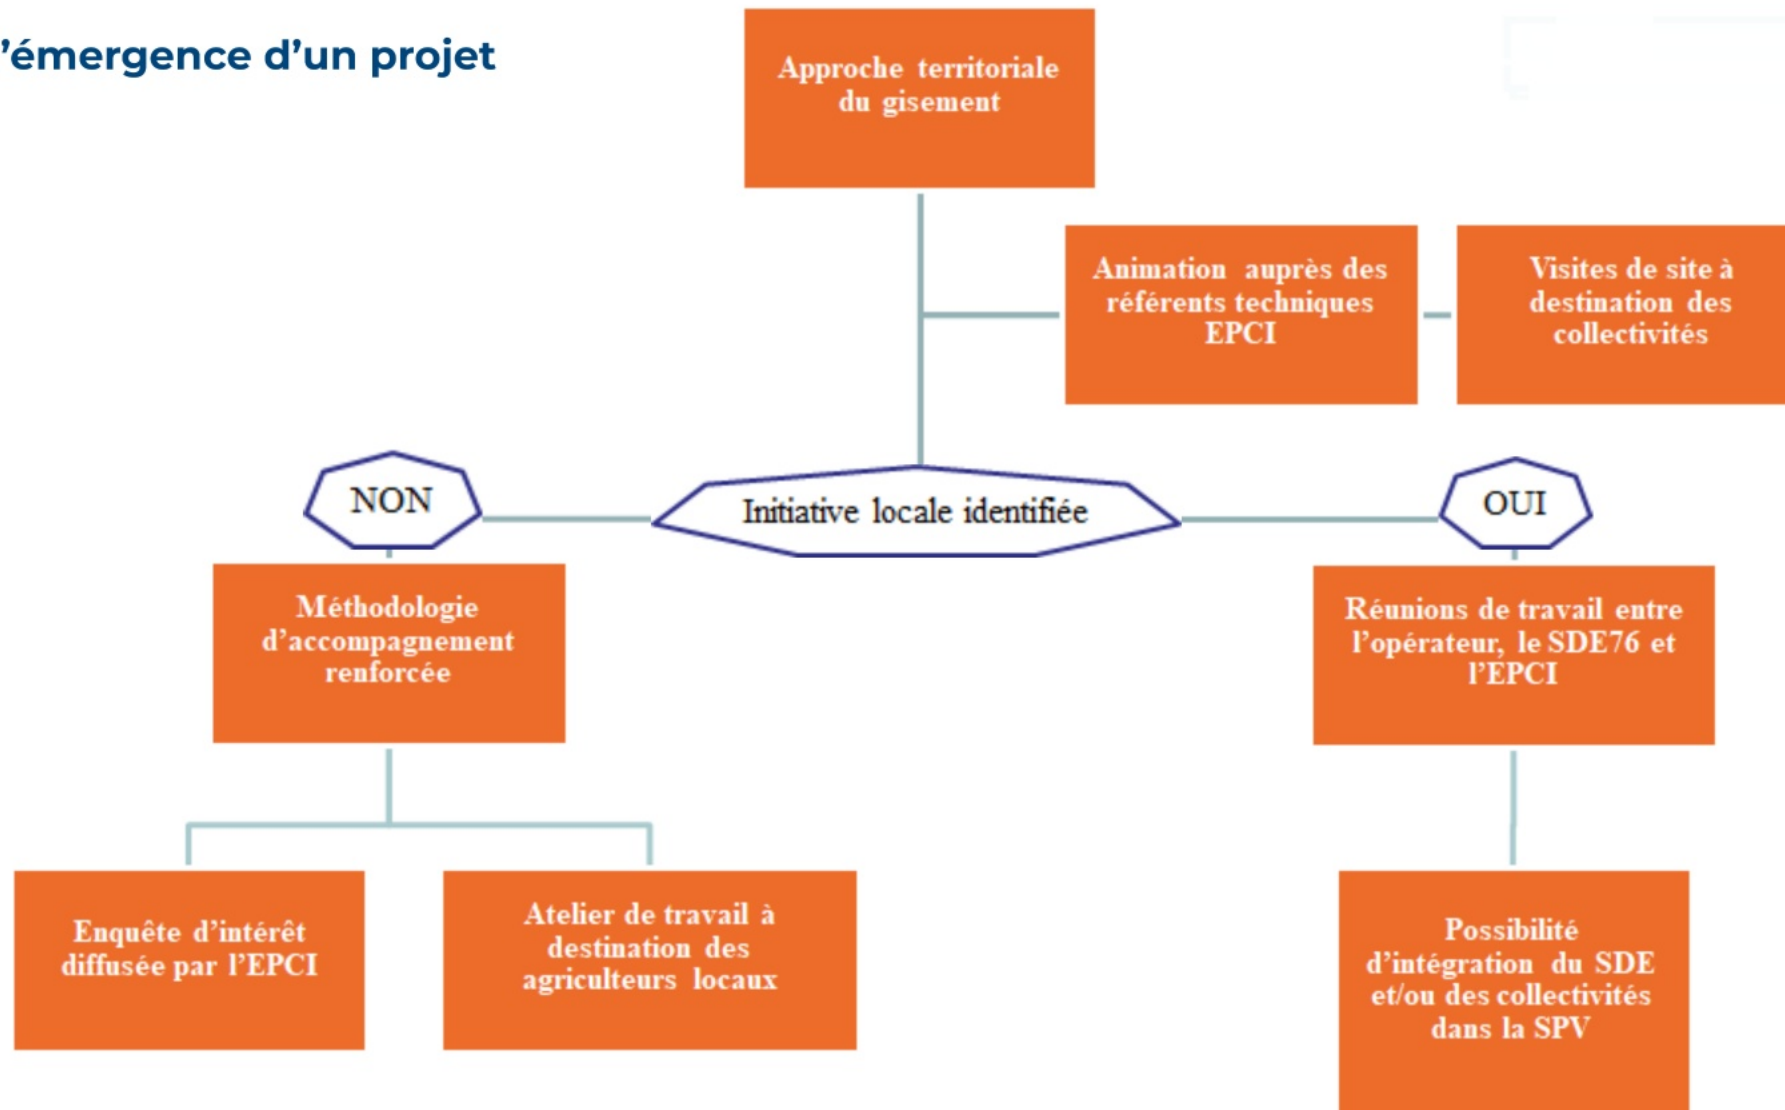 'émergence d'un projet
Approche territoriale
du gisement
Animation auprès des
référents techniques
EPCI
Visites de site à
destination des
collectivités
NON
Initiative locale identifiée
OUI
Méthodologie
d'accompagnement
renforcée
Réunions de travail entre
l'opérateur, le SDE76 et
l'EPCI
Enquête d'intérêt
diffusée par l'EPCI
Atelier de travail à
destination des
agriculteurs locaux
Possibilité
d'intégration du SDE
et/ou des collectivités
dans la SPV